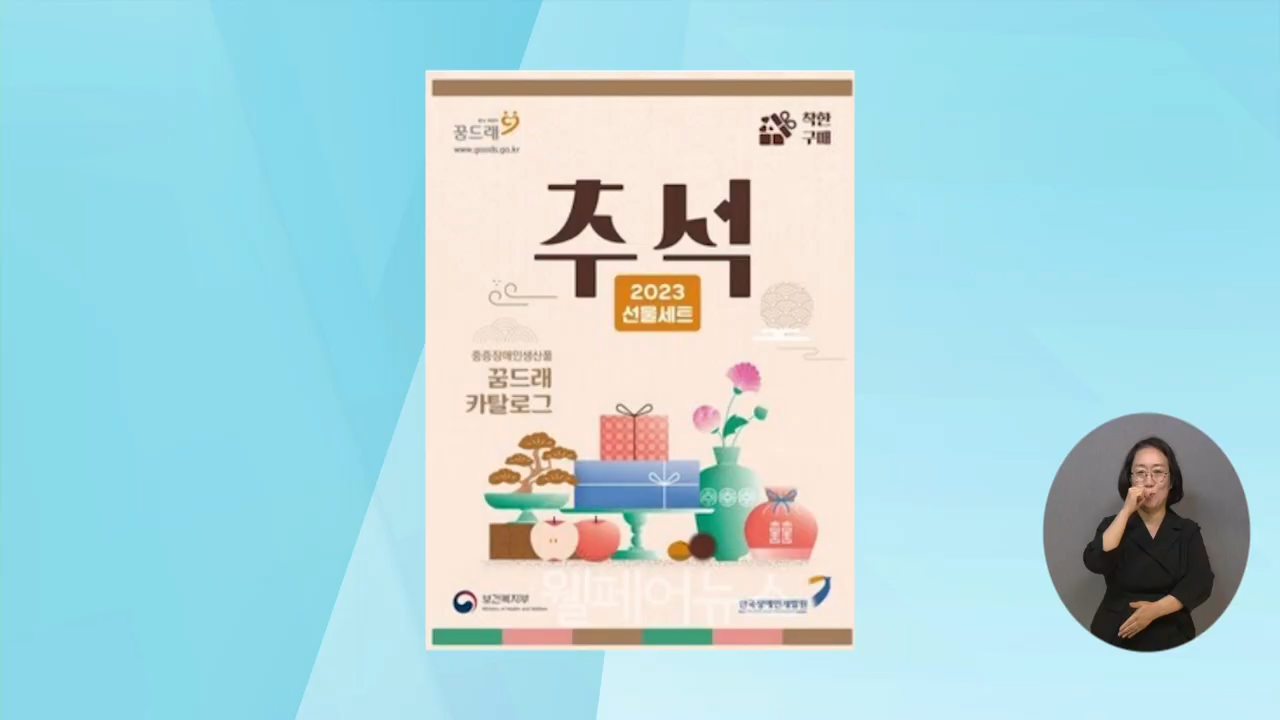 꿈드래
www.goods.go.kr
착한
구매
추석
2023
선물세트
중증장애인생산품
꿈드래
카탈로그
웰페어뉴스
보건복지부
Ministry of Health and Welfare
한국장애인개발원